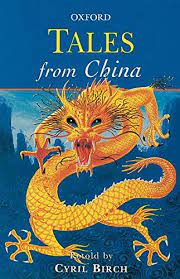 OXFORD
TALES
from CHINA
Retold by
CYRIL BIRCH